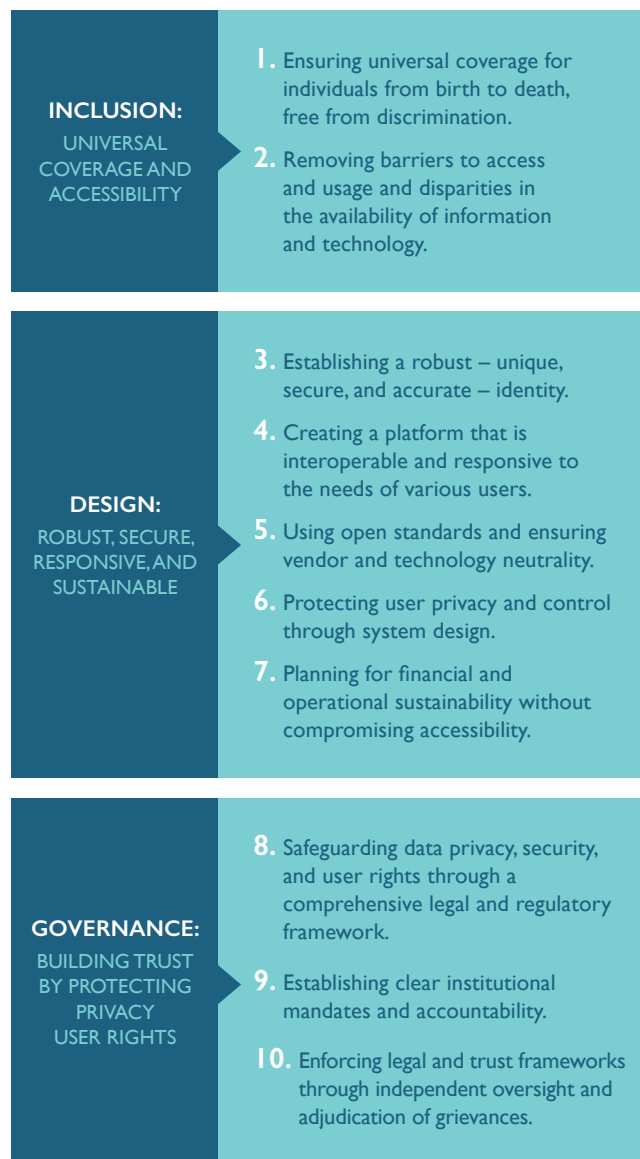 INCLUSION:
UNIVERSAL
COVERAGE AND
ACCESSIBILITY
1. Ensuring universal coverage for
individuals from birth to death,
free from discrimination.
2. Removing barriers to access
and usage and disparities in
the availability of information
and technology.
DESIGN:
ROBUST, SECURE,
RESPONSIVE, AND
SUSTAINABLE
3. Establishing a robust – unique,
secure, and accurate – identity.
4. Creating a platform that is
interoperable and responsive to
the needs of various users.
5. Using open standards and ensuring
vendor and technology neutrality.
6. Protecting user privacy and control
through system design.
7. Planning for financial and
operational sustainability without
compromising accessibility.
GOVERNANCE:
BUILDING TRUST
BY PROTECTING
PRIVACY
USER RIGHTS
8. Safeguarding data privacy, security,
and user rights through a
comprehensive legal and regulatory
framework.
9. Establishing clear institutional
mandates and accountability.
10. Enforcing legal and trust frameworks
through independent oversight and
adjudication of grievances.